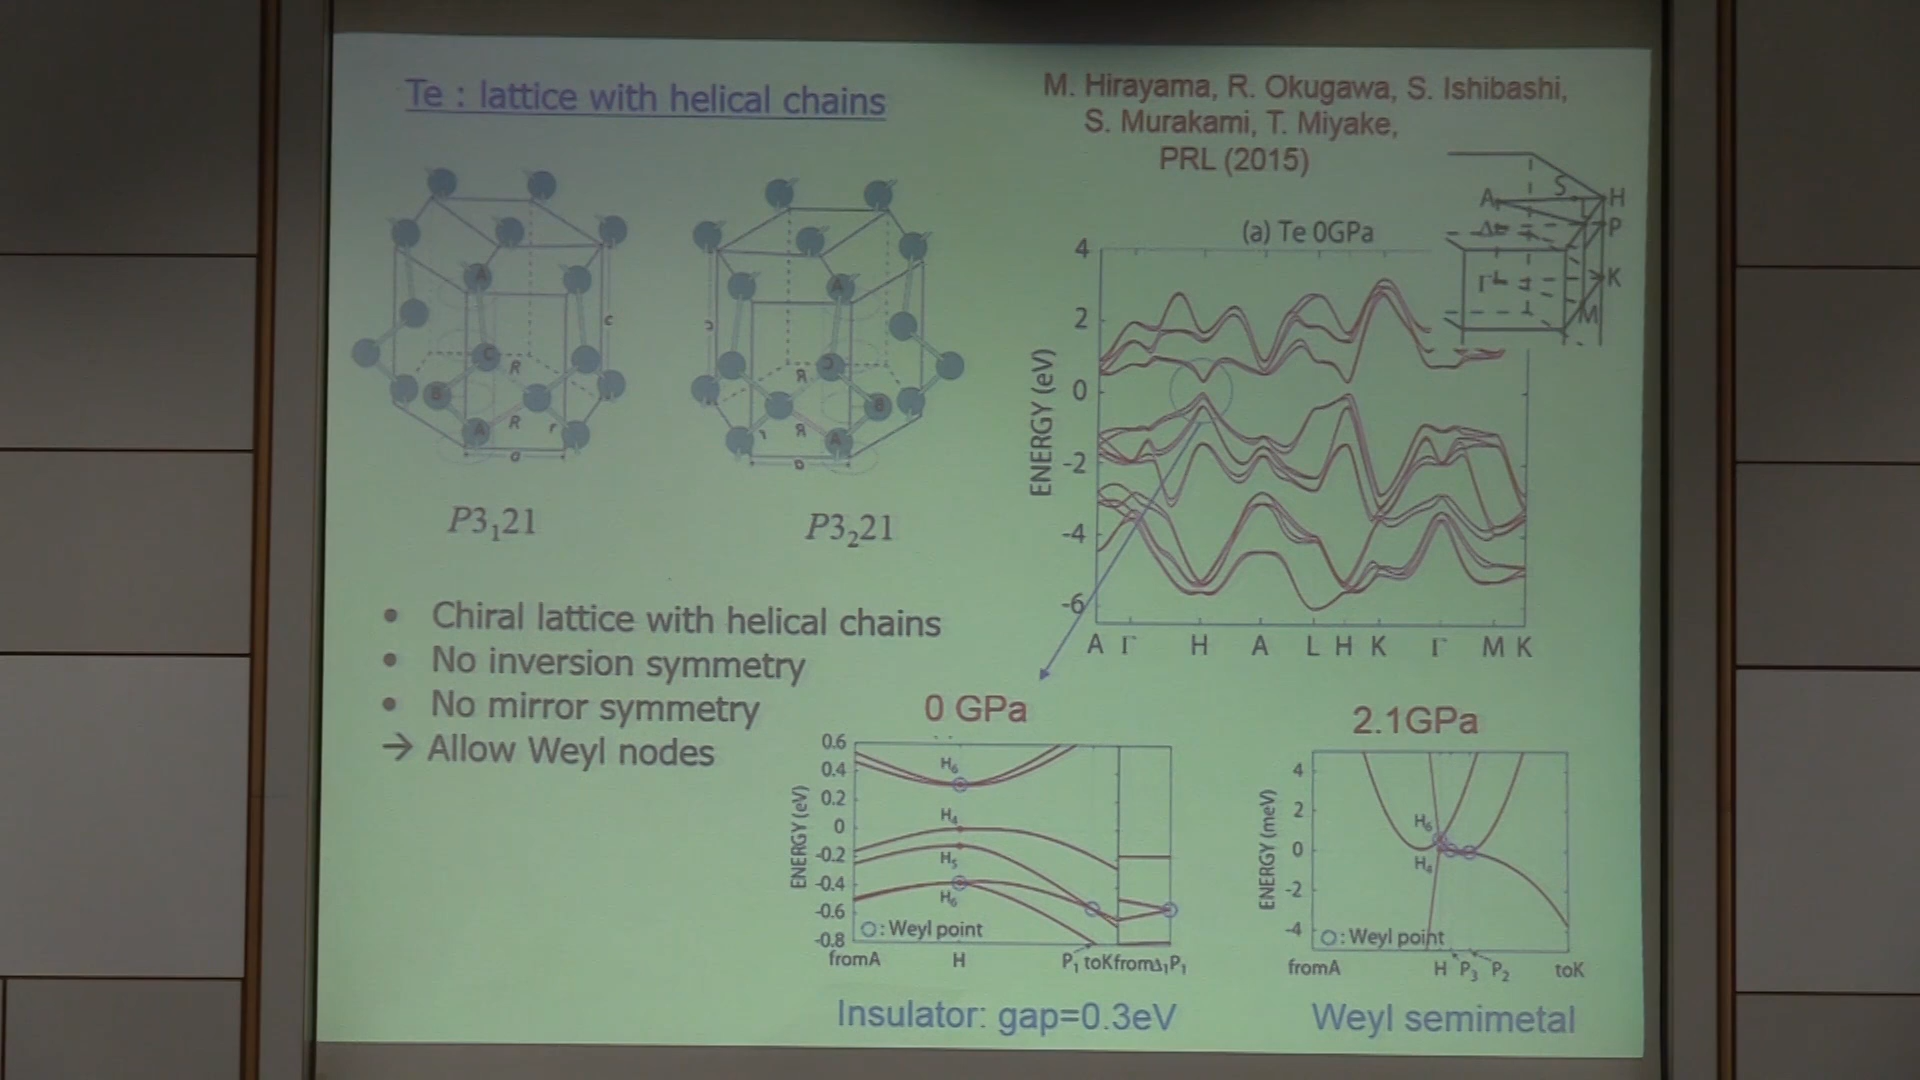 Te : lattice with helical chains
M. Hirayama, R. Okugawa, S. Ishibashi,
S. Murakami, T. Miyake,
PRL (2015)
A
C
R
B
A
R
r
a
c
P3₁21
A
B
A
P3₂21
• Chiral lattice with helical chains
• No inversion symmetry
• No mirror symmetry
→ Allow Weyl nodes
(a) Te 0GPa
ENERGY (eV)
4
2
0
-2
-4
-6
A Γ H A L H K Γ M K
A S H
P
Γ K
M
0 GPa
ENERGY (eV)
0.6
0.4
0.2
0
-0.2
-0.4
-0.6
-0.8
H₆
H₄
H₅
H₆
○: Weyl point
fromA H P₁ toK fromΔ₁ P₁
Insulator: gap=0.3eV
2.1GPa
ENERGY (meV)
4
2
0
-2
-4
H₆
H₄
○: Weyl point
fromA H P₃ P₂ toK
Weyl semimetal